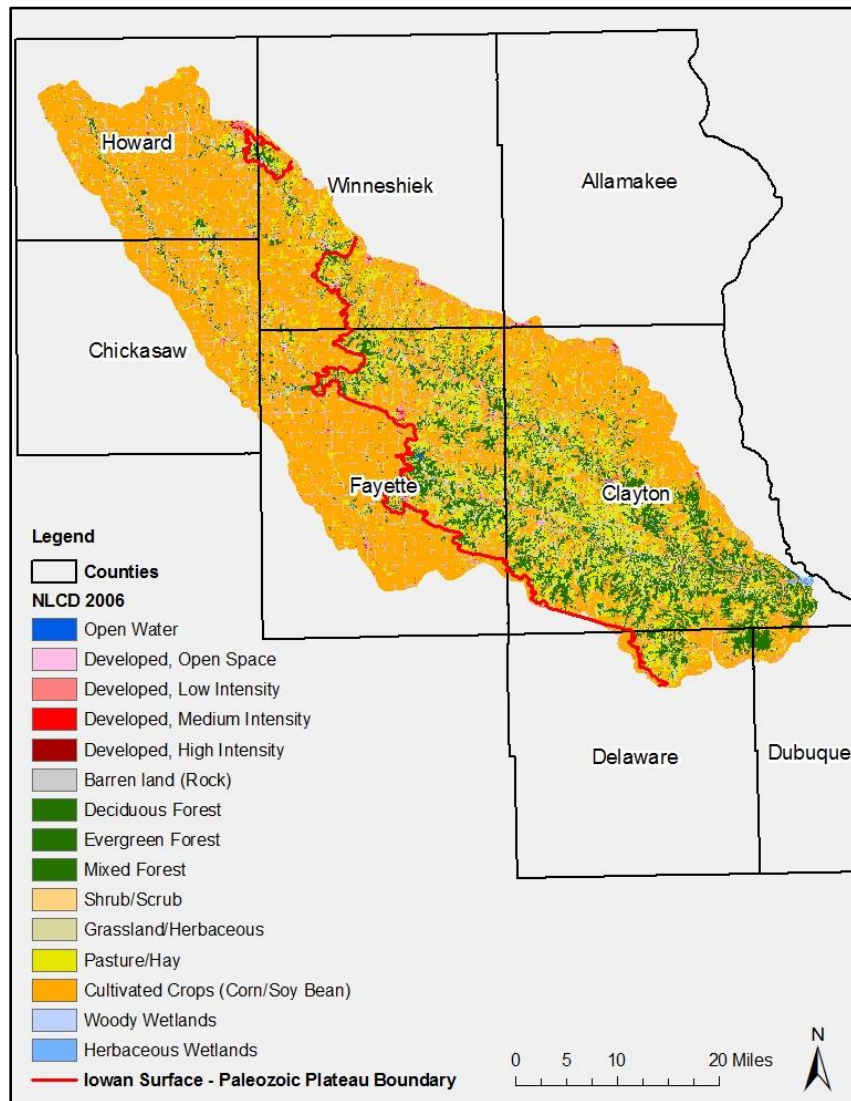 Howard
Winneshiek
Allamakee
Chickasaw
Fayette
Clayton
Delaware
Dubuque
Legend
Counties
NLCD 2006
Open Water
Developed, Open Space
Developed, Low Intensity
Developed, Medium Intensity
Developed, High Intensity
Barren land (Rock)
Deciduous Forest
Evergreen Forest
Mixed Forest
Shrub/Scrub
Grassland/Herbaceous
Pasture/Hay
Cultivated Crops (Corn/Soy Bean)
Woody Wetlands
Herbaceous Wetlands
Iowan Surface - Paleozoic Plateau Boundary
0 5 10 20 Miles
N